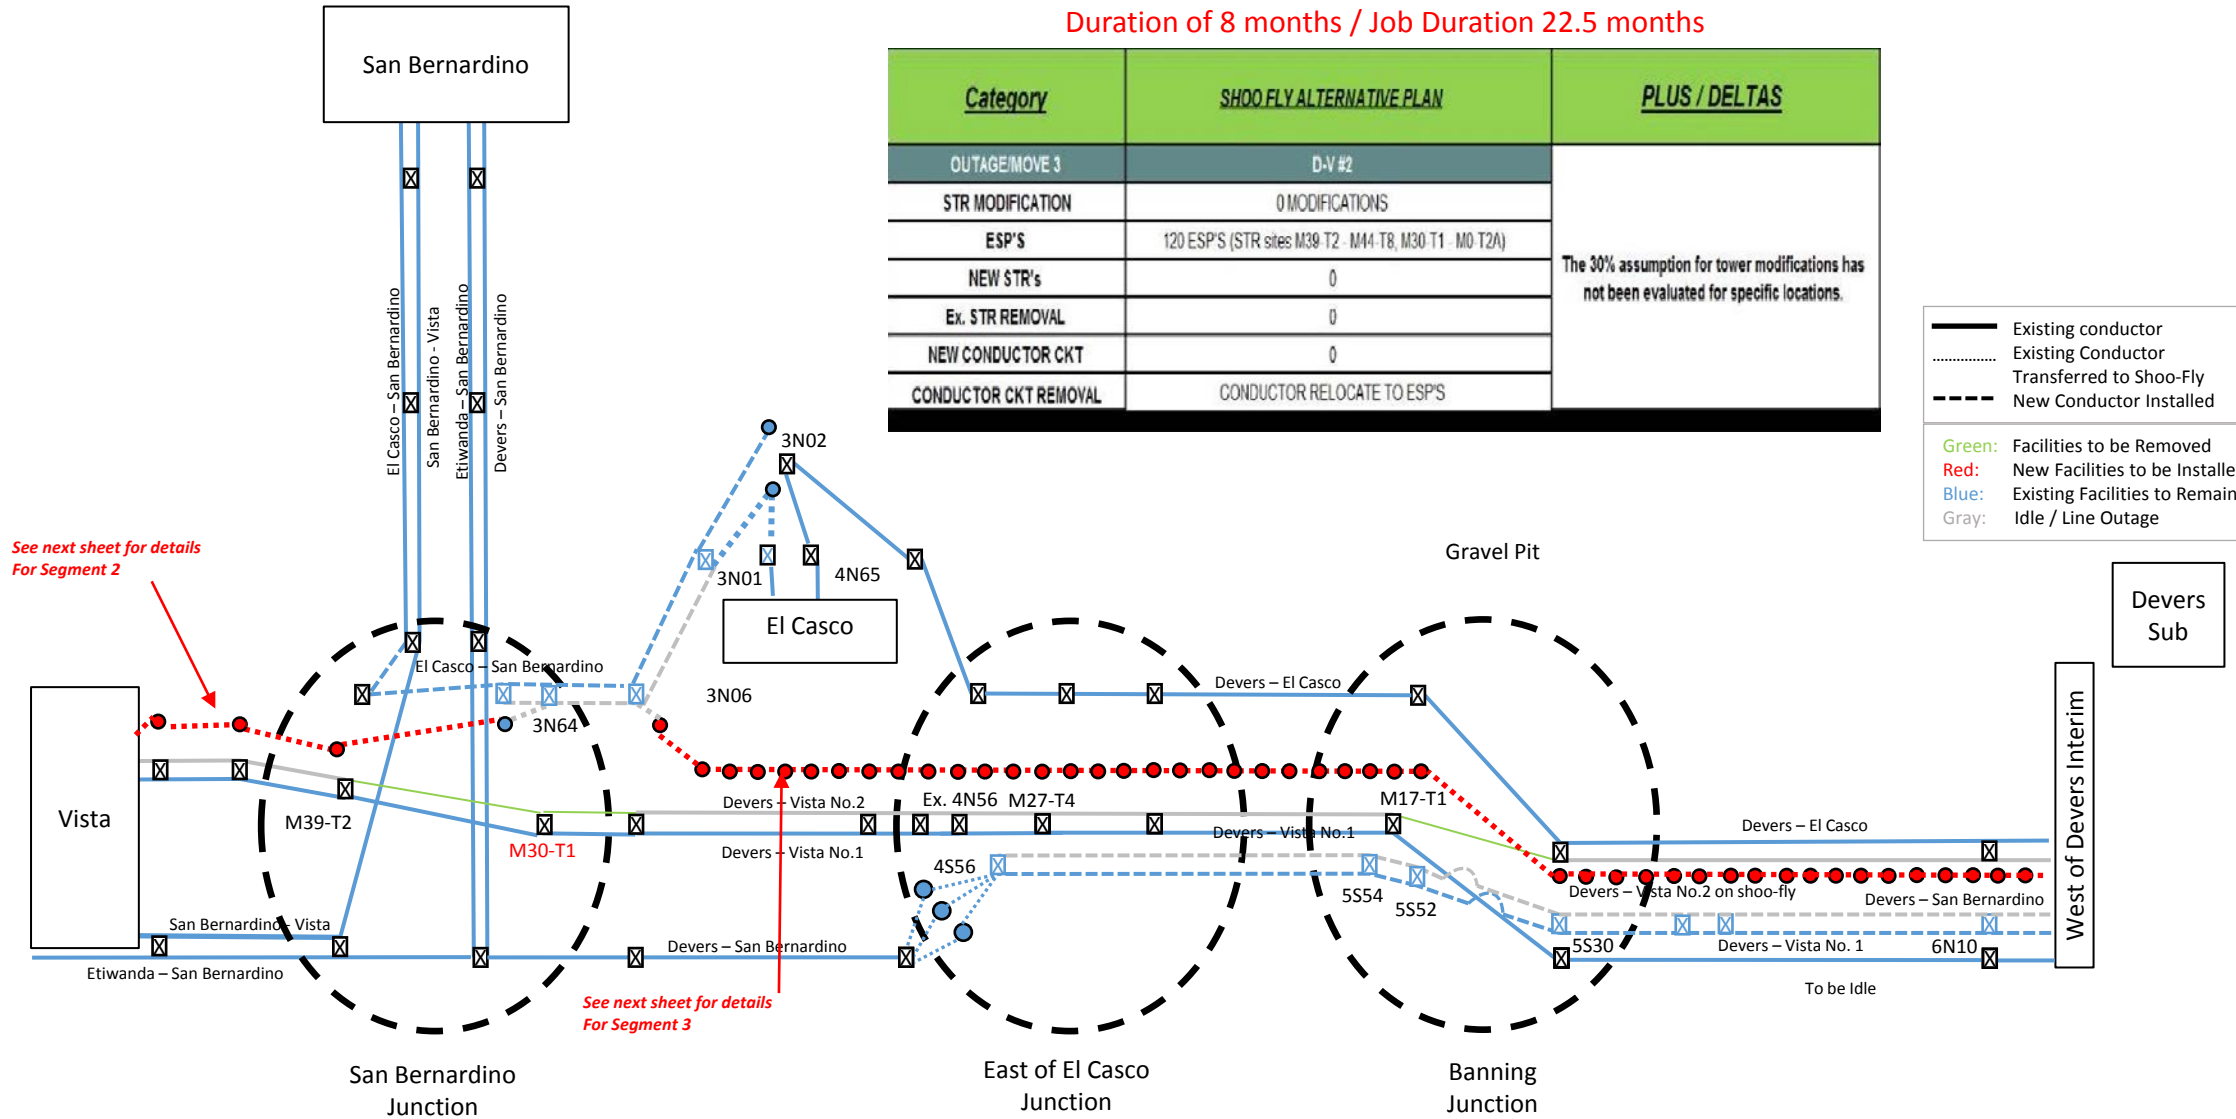 Duration of 8 months / Job Duration 22.5 months
San Bernardino
Category
SHOO FLY ALTERNATIVE PLAN
PLUS / DELTAS
OUTAGE/MOVE 3
D-V #2
STR MODIFICATION
0 MODIFICATIONS
ESP'S
120 ESP'S (STR sites M39-T2 - M44-T8, M30-T1 - M0-T2A)
NEW STR's
0
Ex. STR REMOVAL
0
NEW CONDUCTOR CKT
0
CONDUCTOR CKT REMOVAL
CONDUCTOR RELOCATE TO ESP'S
The 30% assumption for tower modifications has
not been evaluated for specific locations.
Existing conductor
Existing Conductor
Transferred to Shoo-Fly
New Conductor Installed
Green: Facilities to be Removed
Red: New Facilities to be Installe
Blue: Existing Facilities to Remain
Gray: Idle / Line Outage
El Casco – San Bernardino
San Bernardino - Vista
Etiwanda – San Bernardino
Devers – San Bernardino
3N02
See next sheet for details
For Segment 2
3N01
4N65
Gravel Pit
El Casco
Devers
Sub
El Casco – San Bernardino
3N06
3N64
Devers – El Casco
Vista
M39-T2
M30-T1
Devers – Vista No.2
Ex. 4N56
M27-T4
M17-T1
Devers – Vista No.1
Devers – Vista No.1
Devers – El Casco
4S56
5S54
5S52
Devers – Vista No.2 on shoo-fly
Devers – San Bernardino
San Bernardino - Vista
Devers – San Bernardino
5S30
Devers – Vista No. 1
6N10
Etiwanda – San Bernardino
To be Idle
West of Devers Interim
See next sheet for details
For Segment 3
San Bernardino
Junction
East of El Casco
Junction
Banning
Junction